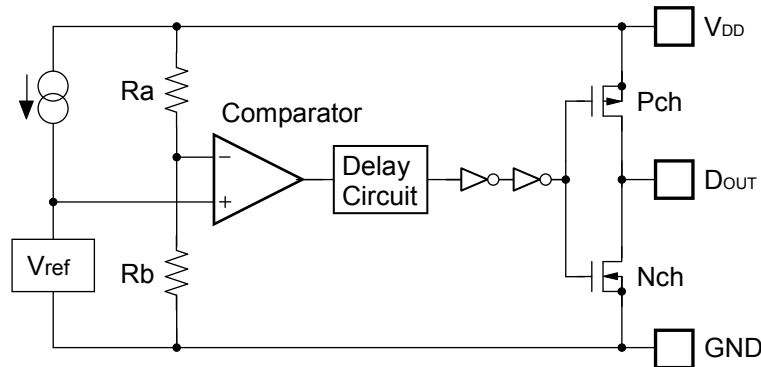 VDD
Ra
Pch
Comparator
−
Delay
Circuit
DOUT
+
Vref
Rb
Nch
GND